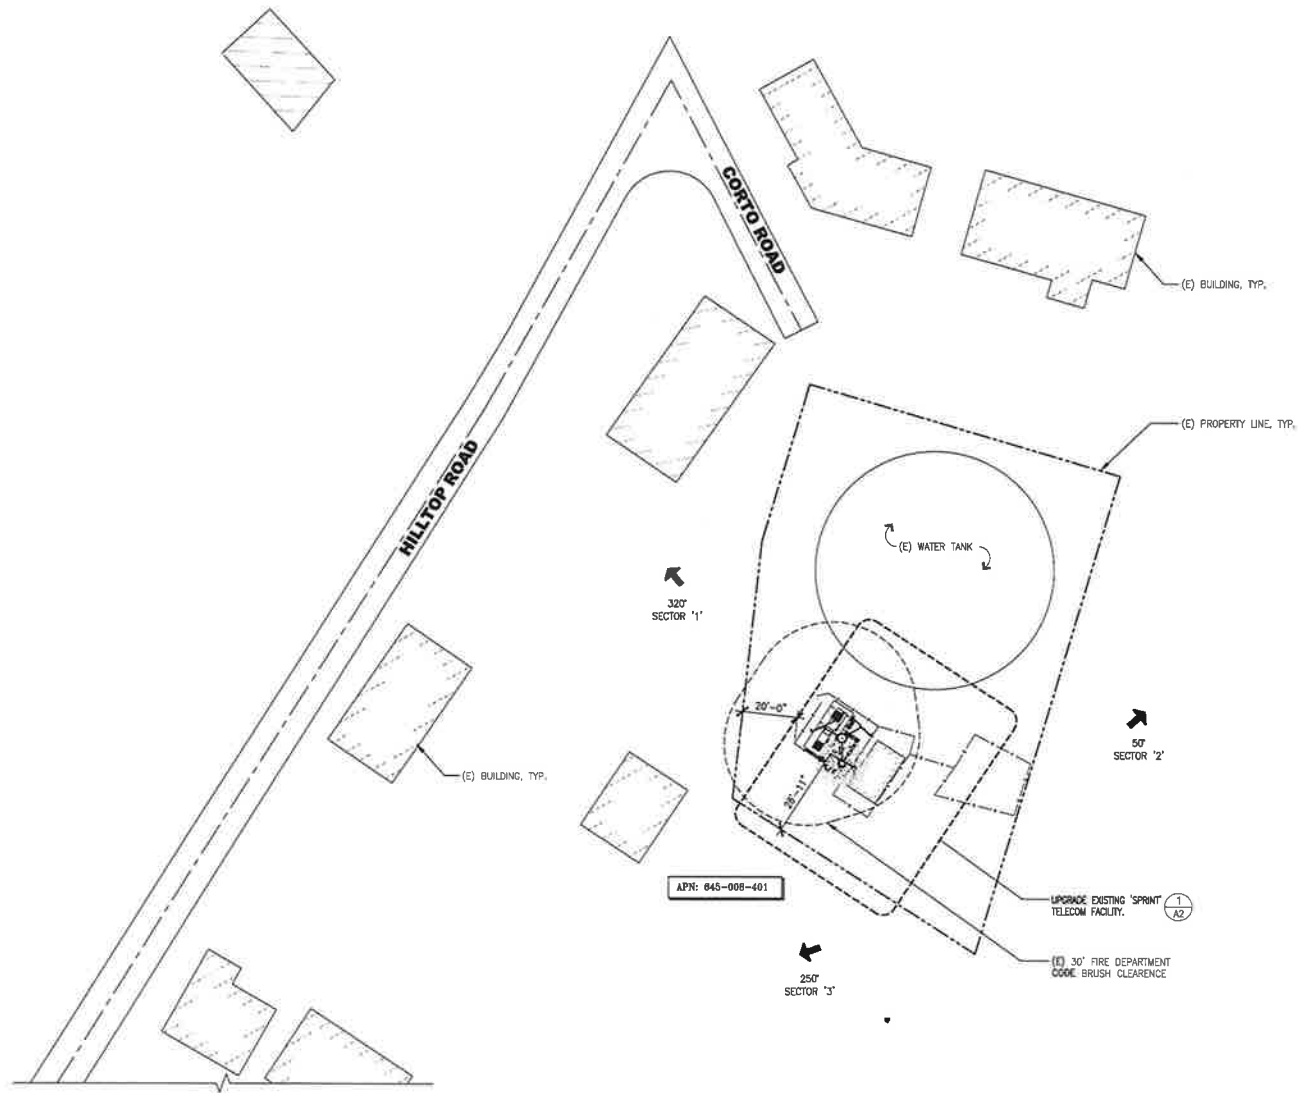 CORTO ROAD
(E) BUILDING, TYP.
(E) PROPERTY LINE, TYP.
HILLTOP ROAD
(E) WATER TANK
320°
SECTOR '1'
20'-0"
50°
SECTOR '2'
(E) BUILDING, TYP.
26'-11"
APN: 645-008-401
UPGRADE EXISTING 'SPRINT'
TELECOM FACILITY.
1
A2
(E) 30' FIRE DEPARTMENT
CODE BRUSH CLEARENCE
250°
SECTOR '3'